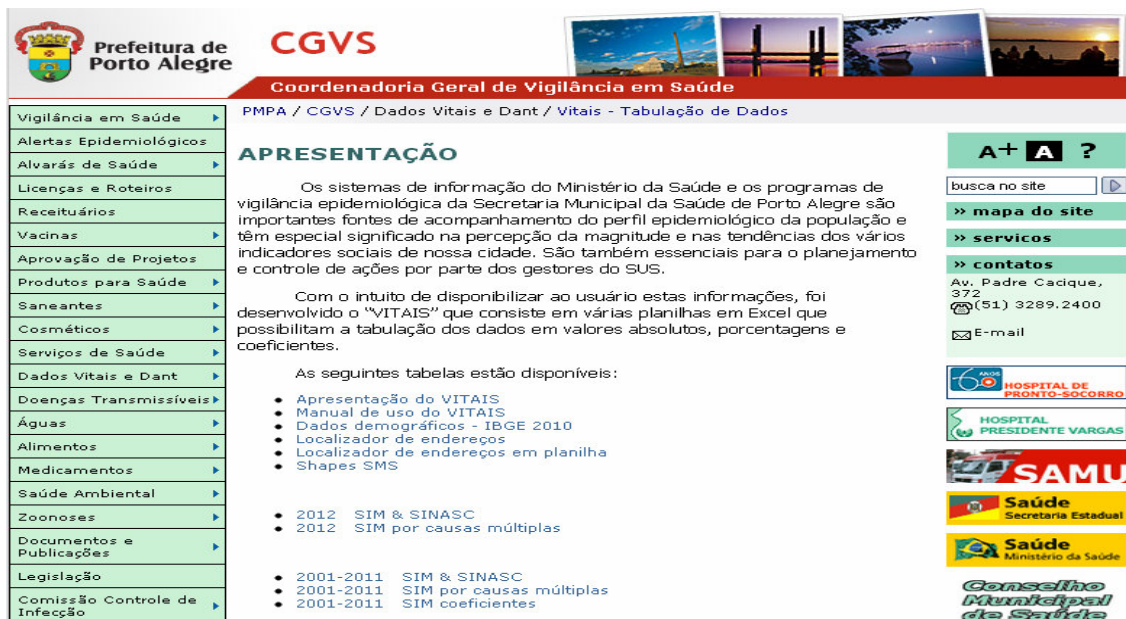 Prefeitura de
Porto Alegre
CGVS
Coordenadoria Geral de Vigilância em Saúde
PMPA / CGVS / Dados Vitais e Dant / Vitais - Tabulação de Dados
Vigilância em Saúde
Alertas Epidemiológicos
Alvarás de Saúde
Licenças e Roteiros
Receituários
Vacinas
Aprovação de Projetos
Produtos para Saúde
Saneantes
Cosméticos
Serviços de Saúde
Dados Vitais e Dant
Doenças Transmissíveis
Águas
Alimentos
Medicamentos
Saúde Ambiental
Zoonoses
Documentos e
Publicações
Legislação
Comissão Controle de
Infecção
APRESENTAÇÃO
Os sistemas de informação do Ministério da Saúde e os programas de
vigilância epidemiológica da Secretaria Municipal da Saúde de Porto Alegre são
importantes fontes de acompanhamento do perfil epidemiológico da população e
têm especial significado na percepção da magnitude e nas tendências dos vários
indicadores sociais de nossa cidade. São também essenciais para o planejamento
e controle de ações por parte dos gestores do SUS.
Com o intuito de disponibilizar ao usuário estas informações, foi
desenvolvido o "VITAIS" que consiste em várias planilhas em Excel que
possibilitam a tabulação dos dados em valores absolutos, porcentagens e
coeficientes.
As seguintes tabelas estão disponíveis:
• Apresentação do VITAIS
• Manual de uso do VITAIS
• Dados demográficos - IBGE 2010
• Localizador de endereços
• Localizador de endereços em planilha
• Shapes SMS
• 2012 SIM & SINASC
• 2012 SIM por causas múltiplas
• 2001-2011 SIM & SINASC
• 2001-2011 SIM por causas múltiplas
• 2001-2011 SIM coeficientes
A+ A ?
busca no site
» mapa do site
» servicos
» contatos
Av. Padre Cacique,
372
(51) 3289.2400
E-mail
60 ANOS
HOSPITAL DE
PRONTO-SOCORRO
HOSPITAL
PRESIDENTE VARGAS
SAMU
Saúde
Secretaria Estadual
Saúde
Ministério da Saúde
Conselho
Municipal
de Saúde